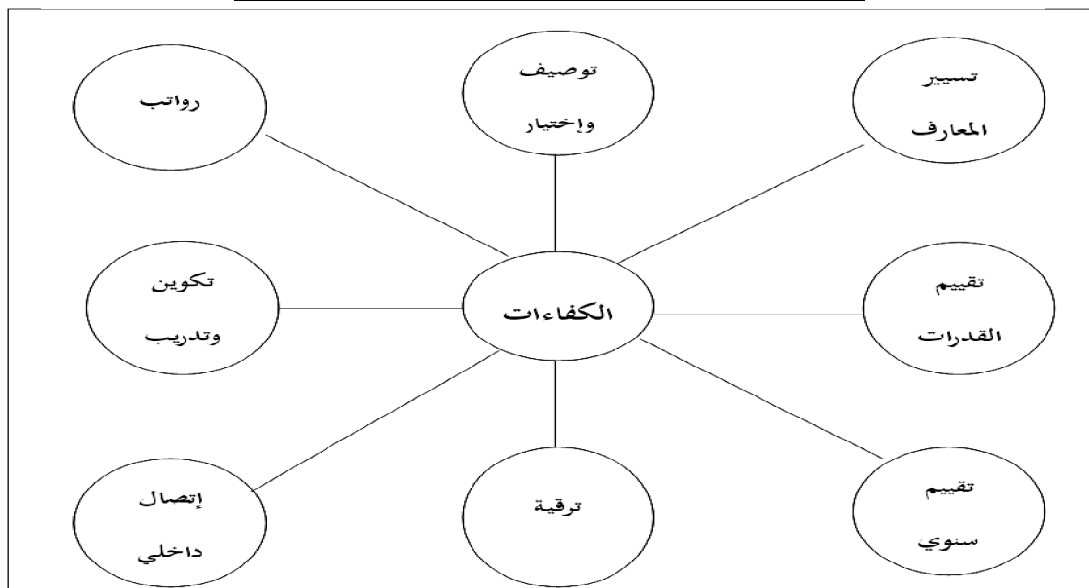 تسيير
المعارف
توصيف
وإختيار
رواتب
تقييم
القدرات
الكفاءات
تكوين
وتدريب
تقييم
سنوي
ترقية
إتصال
داخلي